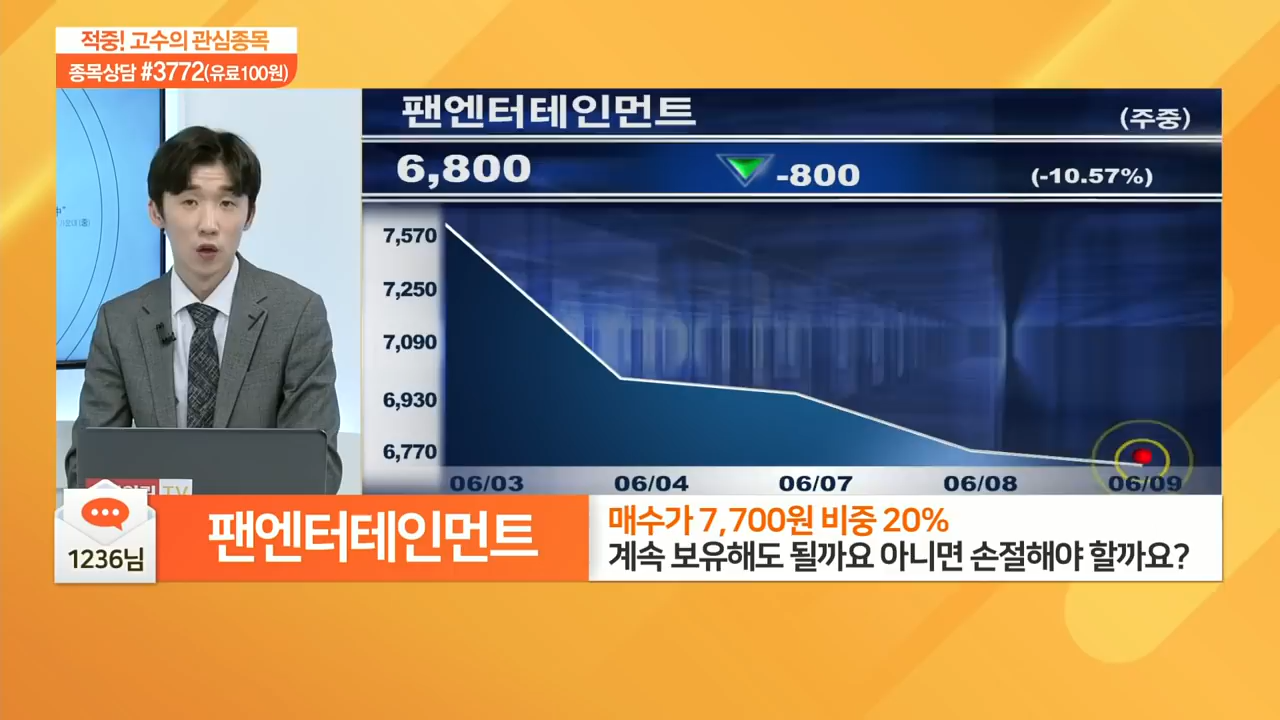 적중! 고수의 관심종목
종목상담 #3772(유료100원)
팬엔터테인먼트
(주중)
6,800
-800
(-10.57%)
7,570
7,250
7,090
6,930
6,770
06/03 06/04 06/07 06/08 06/09
TV
1236님
팬엔터테인먼트
매수가 7,700원 비중 20%
계속 보유해도 될까요 아니면 손절해야 할까요?